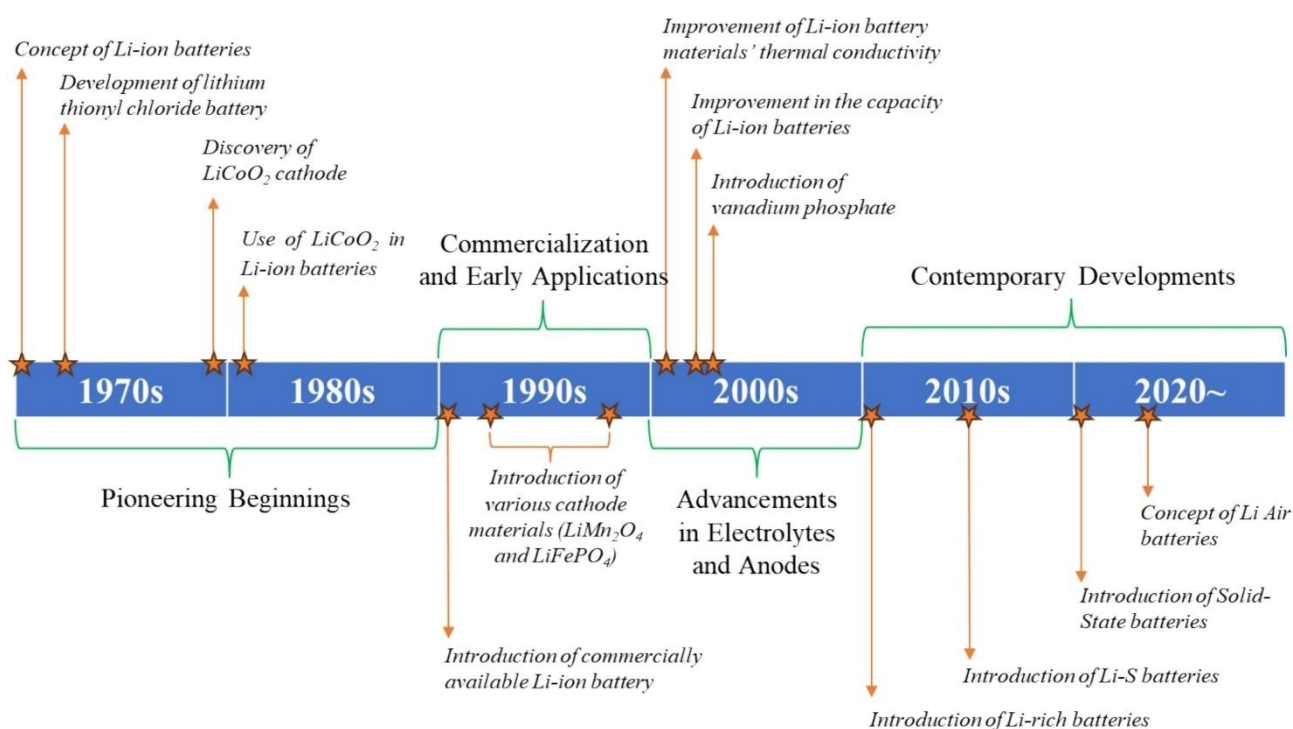 Concept of Li-ion batteries
Development of lithium
thionyl chloride battery
Discovery of
LiCoO₂ cathode
Use of LiCoO₂ in
Li-ion batteries
Improvement of Li-ion battery
materials’ thermal conductivity
Improvement in the capacity
of Li-ion batteries
Introduction of
vanadium phosphate
Commercialization
and Early Applications
Contemporary Developments
1970s
1980s
1990s
2000s
2010s
2020~
Pioneering Beginnings
Introduction of
various cathode
materials (LiMn₂O₄
and LiFePO₄)
Introduction of commercially
available Li-ion battery
Advancements
in Electrolytes
and Anodes
Concept of Li Air
batteries
Introduction of Solid-
State batteries
Introduction of Li-S batteries
Introduction of Li-rich batteries